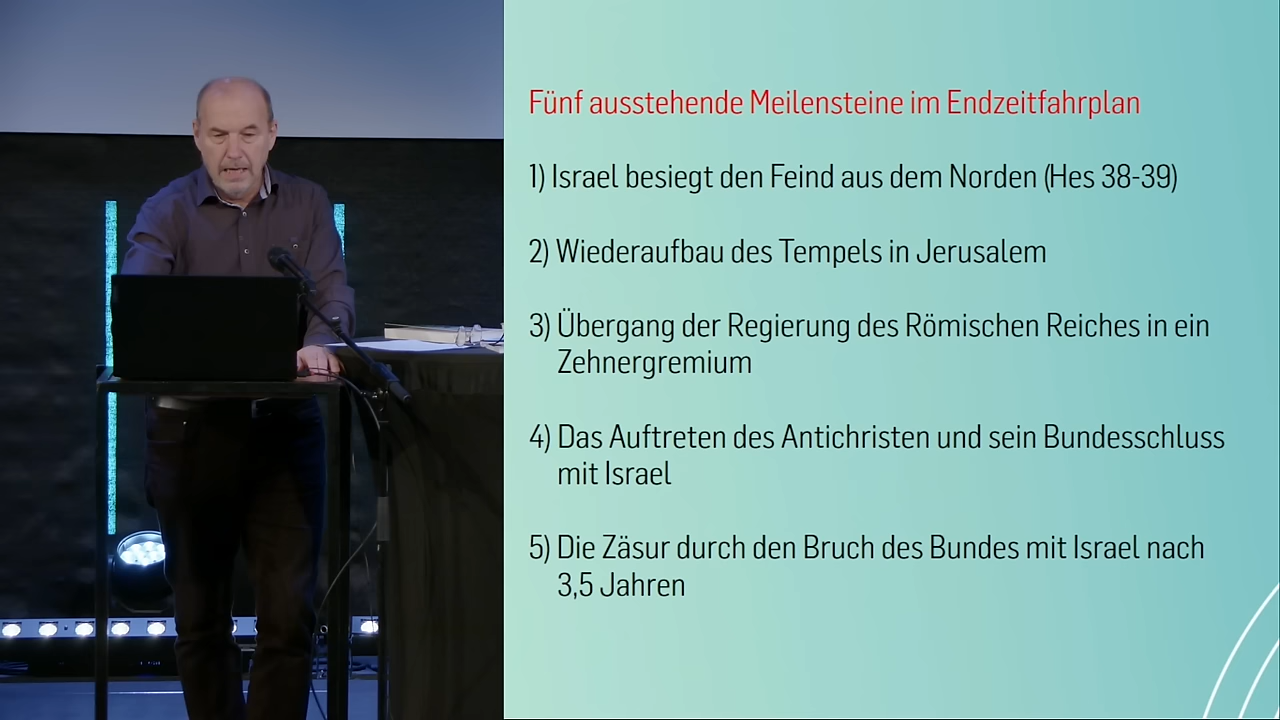 Fünf ausstehende Meilensteine im Endzeitfahrplan
1) Israel besiegt den Feind aus dem Norden (Hes 38-39)
2) Wiederaufbau des Tempels in Jerusalem
3) Übergang der Regierung des Römischen Reiches in ein
Zehnergremium
4) Das Auftreten des Antichristen und sein Bundesschluss
mit Israel
5) Die Zäsur durch den Bruch des Bundes mit Israel nach
3,5 Jahren